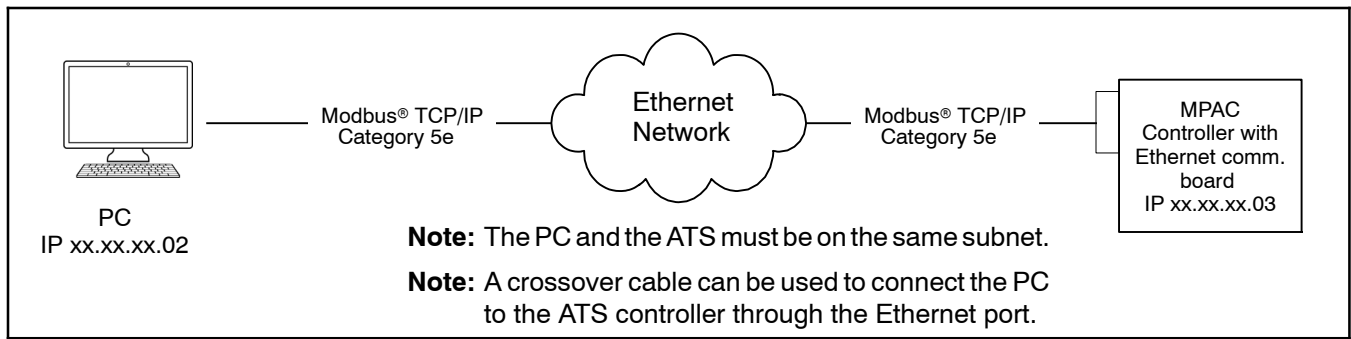 Modbus® TCP/IP
Category 5e
Ethernet
Network
Modbus® TCP/IP
Category 5e
MPAC
Controller with
Ethernet comm.
board
IP xx.xx.xx.03
PC
IP xx.xx.xx.02
Note: The PC and the ATS must be on the same subnet.
Note: A crossover cable can be used to connect the PC
to the ATS controller through the Ethernet port.